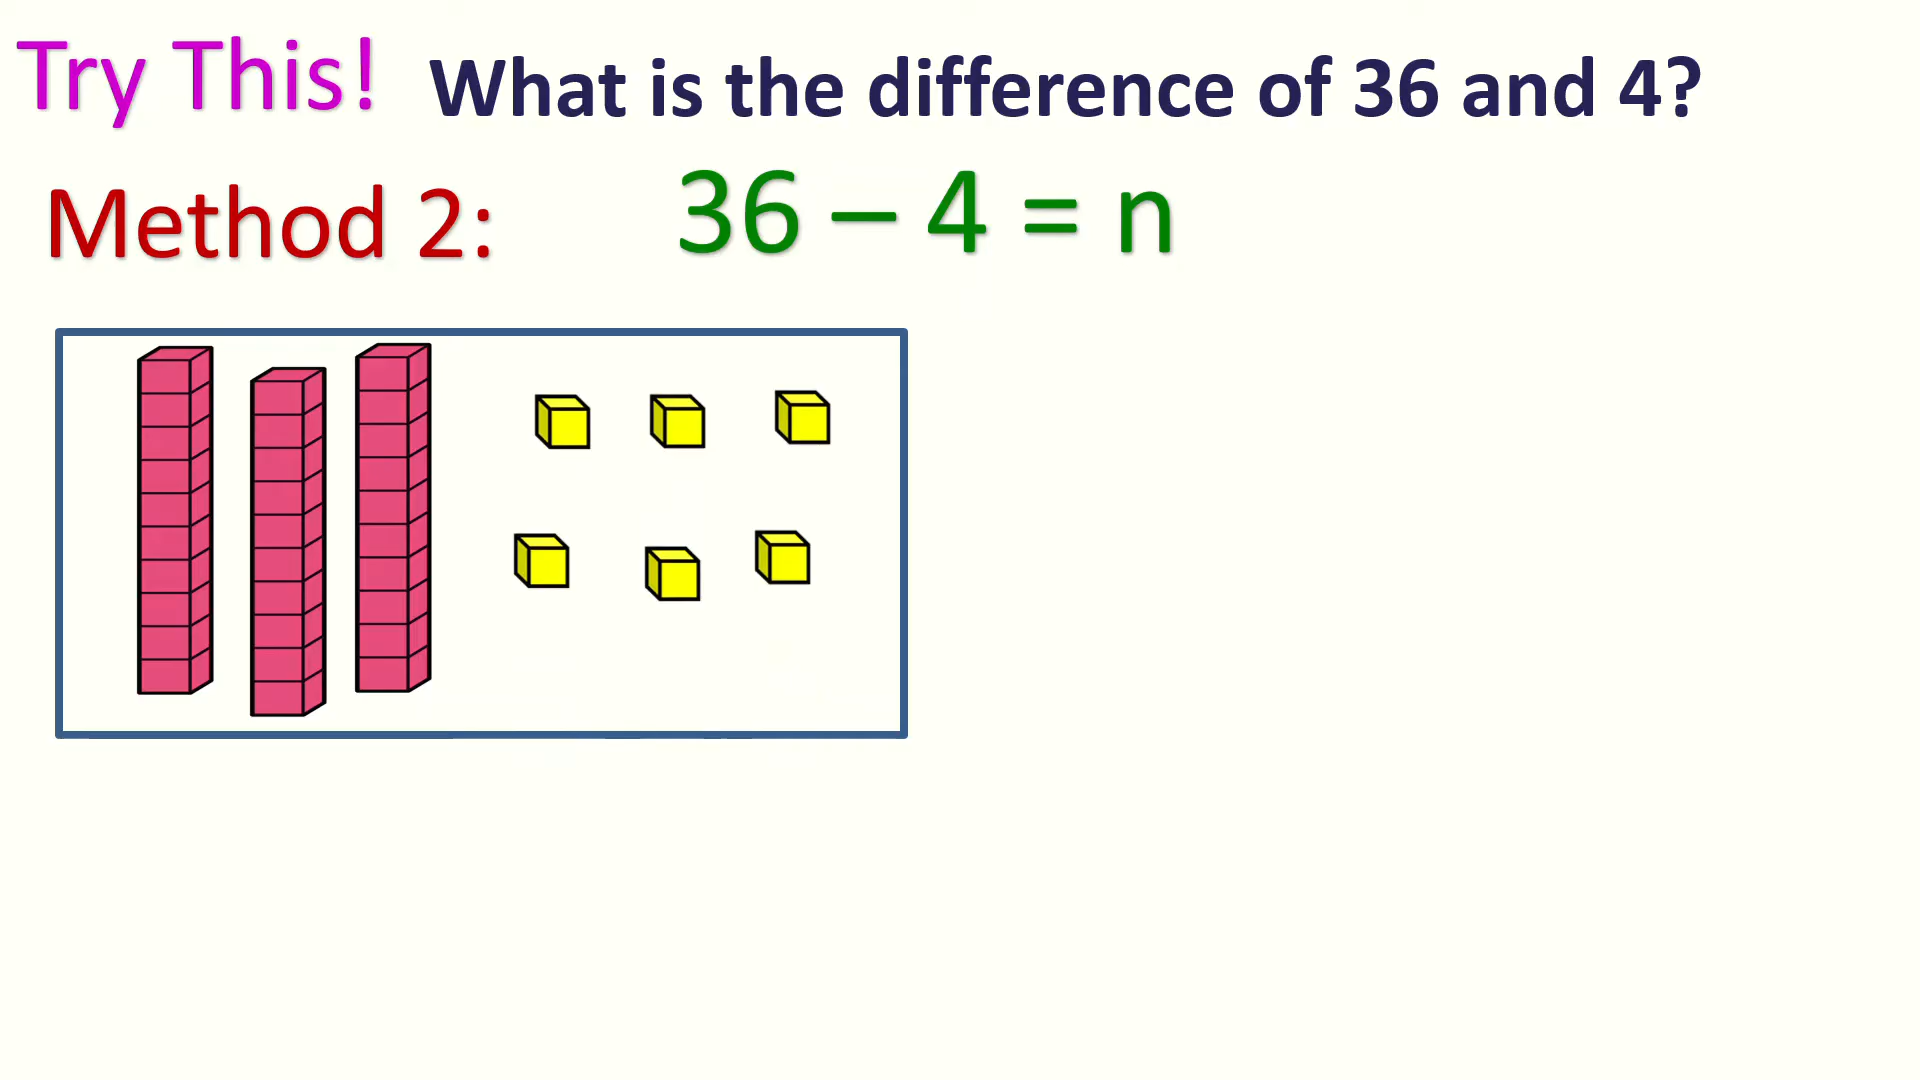 Try This! What is the difference of 36 and 4?
Method 2: 36 – 4 = n